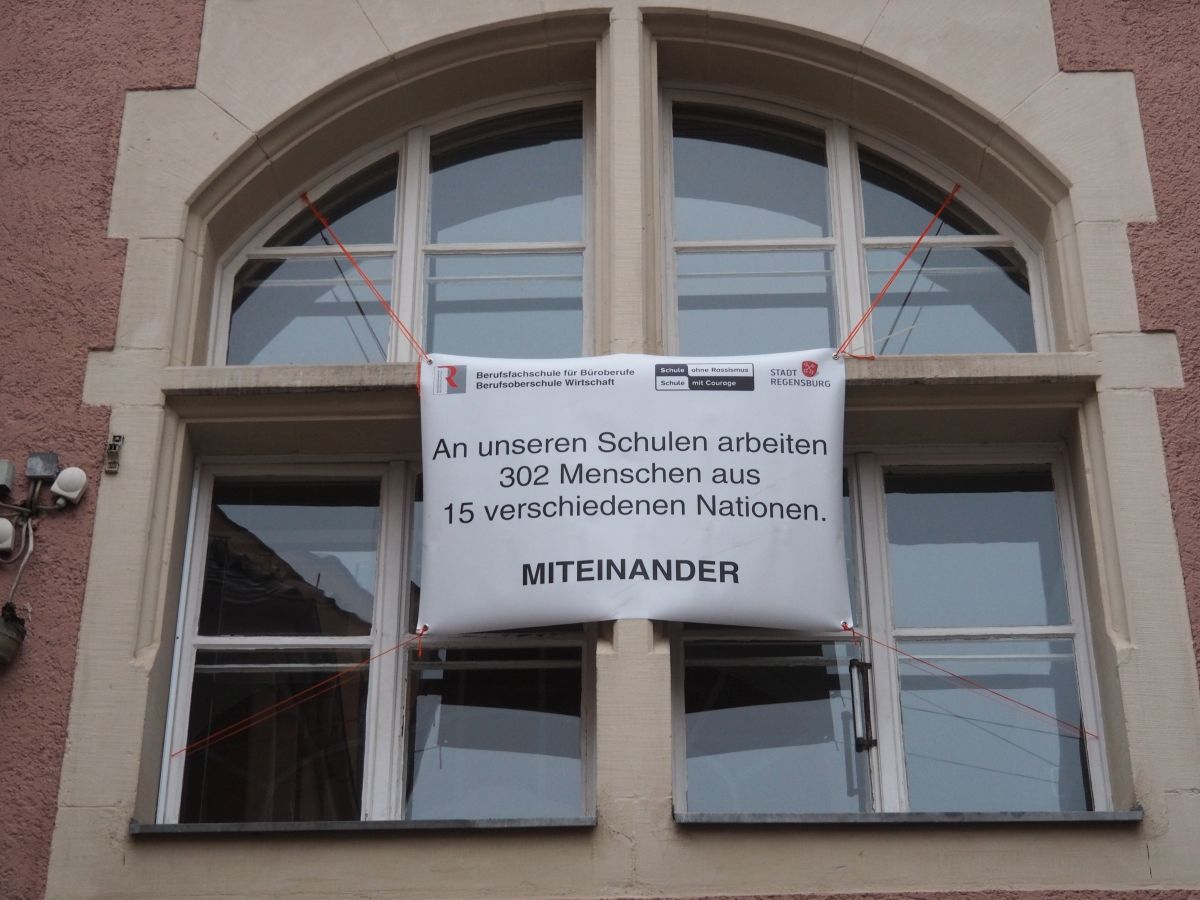 R
Berufsfachschule für Büroberufe
Berufsoberschule Wirtschaft
Schule ohne Rassismus
Schule mit Courage
STADT
REGENSBURG
An unseren Schulen arbeiten
302 Menschen aus
15 verschiedenen Nationen.
MITEINANDER